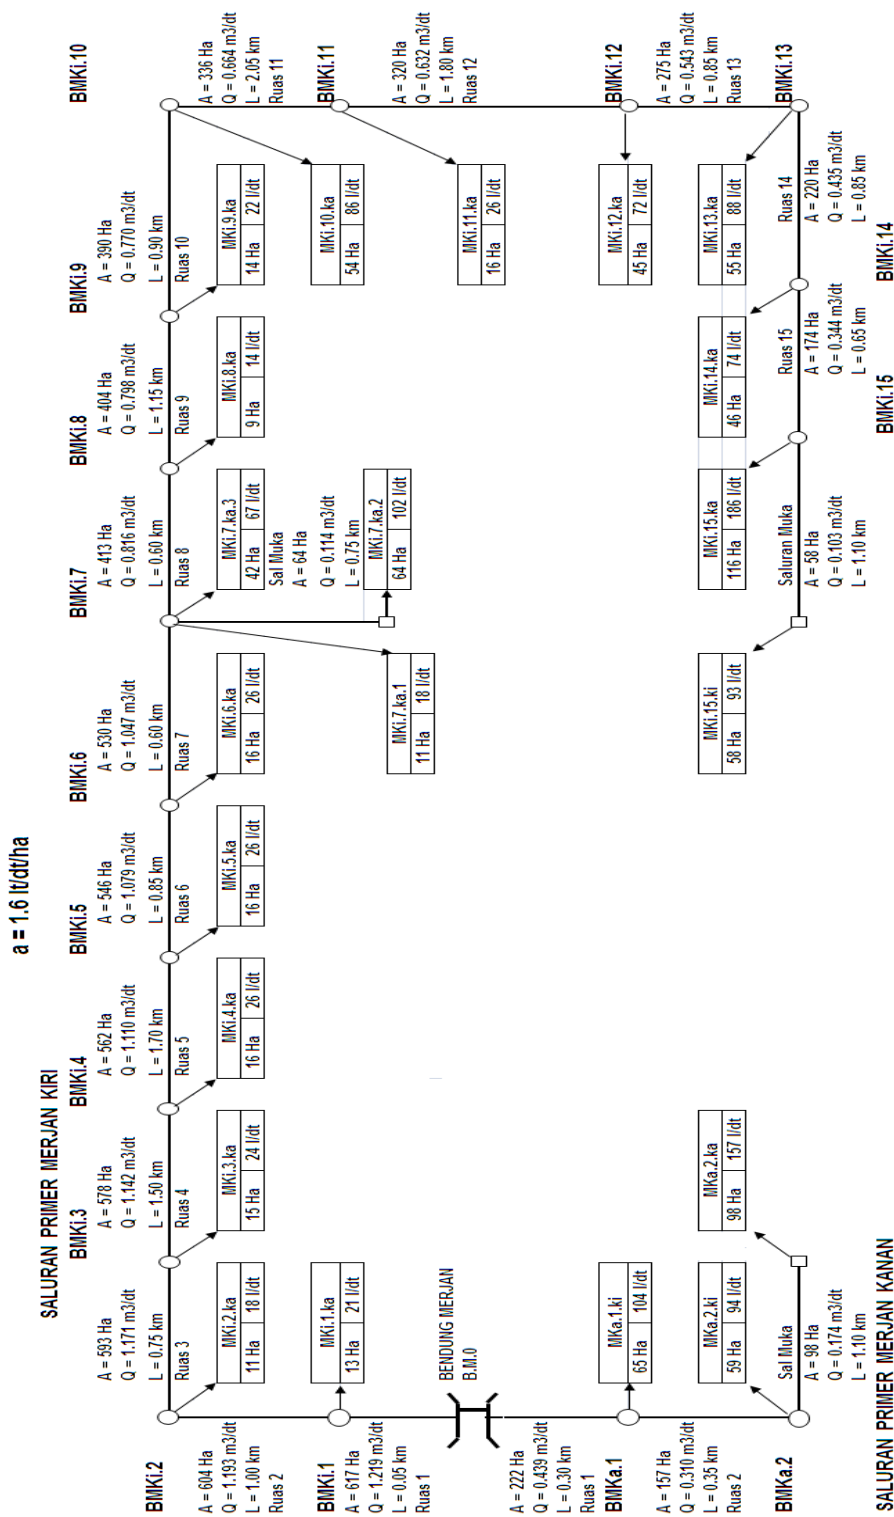 a = 1.6 lt/dt/ha
SALURAN PRIMER MERJAN KIRI
BMKi.2
A = 604 Ha
Q = 1.193 m3/dt
L = 1.00 km
Ruas 2
BMKi.1
A = 617 Ha
Q = 1.219 m3/dt
L = 0.05 km
Ruas 1
A = 593 Ha
Q = 1.171 m3/dt
L = 0.75 km
Ruas 3
MKi.2.ka
11 Ha 18 l/dt
MKi.1.ka
13 Ha 21 l/dt
BMKi.3
A = 578 Ha
Q = 1.142 m3/dt
L = 1.50 km
Ruas 4
MKi.3.ka
15 Ha 24 l/dt
BMKi.4
A = 562 Ha
Q = 1.110 m3/dt
L = 1.70 km
Ruas 5
MKi.4.ka
16 Ha 26 l/dt
BMKi.5
A = 546 Ha
Q = 1.079 m3/dt
L = 0.85 km
Ruas 6
MKi.5.ka
16 Ha 26 l/dt
BMKi.6
A = 530 Ha
Q = 1.047 m3/dt
L = 0.60 km
Ruas 7
MKi.6.ka
16 Ha 26 l/dt
BMKi.7
A = 413 Ha
Q = 0.816 m3/dt
L = 0.60 km
Ruas 8
MKi.7.ka.3
42 Ha 67 l/dt
Sal Muka
A = 64 Ha
Q = 0.114 m3/dt
L = 0.75 km
MKi.7.ka.2
64 Ha 102 l/dt
MKi.7.ka.1
11 Ha 18 l/dt
BMKi.8
A = 404 Ha
Q = 0.798 m3/dt
L = 1.15 km
Ruas 9
MKi.8.ka
9 Ha 14 l/dt
BMKi.9
A = 390 Ha
Q = 0.770 m3/dt
L = 0.90 km
Ruas 10
MKi.9.ka
14 Ha 22 l/dt
BMKi.10
A = 336 Ha
Q = 0.664 m3/dt
L = 2.05 km
Ruas 11
MKi.10.ka
54 Ha 86 l/dt
BMKi.11
A = 320 Ha
Q = 0.632 m3/dt
L = 1.80 km
Ruas 12
MKi.11.ka
16 Ha 26 l/dt
BMKi.12
A = 275 Ha
Q = 0.543 m3/dt
L = 0.85 km
Ruas 13
MKi.12.ka
45 Ha 72 l/dt
BMKi.13
MKi.13.ka
55 Ha 88 l/dt
Ruas 14
A = 220 Ha
Q = 0.435 m3/dt
L = 0.85 km
BMKi.14
MKi.14.ka
46 Ha 74 l/dt
Ruas 15
A = 174 Ha
Q = 0.344 m3/dt
L = 0.65 km
BMKi.15
MKi.15.ka
116 Ha 186 l/dt
Saluran Muka
A = 58 Ha
Q = 0.103 m3/dt
L = 1.10 km
MKi.15.ki
58 Ha 93 l/dt
BENDUNG MERJAN
B.M.0
A = 222 Ha
Q = 0.439 m3/dt
L = 0.30 km
Ruas 1
BMKa.1
MKa.1.ki
65 Ha 104 l/dt
A = 157 Ha
Q = 0.310 m3/dt
L = 0.35 km
Ruas 2
BMKa.2
MKa.2.ki
59 Ha 94 l/dt
MKa.2.ka
98 Ha 157 l/dt
Sal Muka
A = 98 Ha
Q = 0.174 m3/dt
L = 1.10 km
SALURAN PRIMER MERJAN KANAN